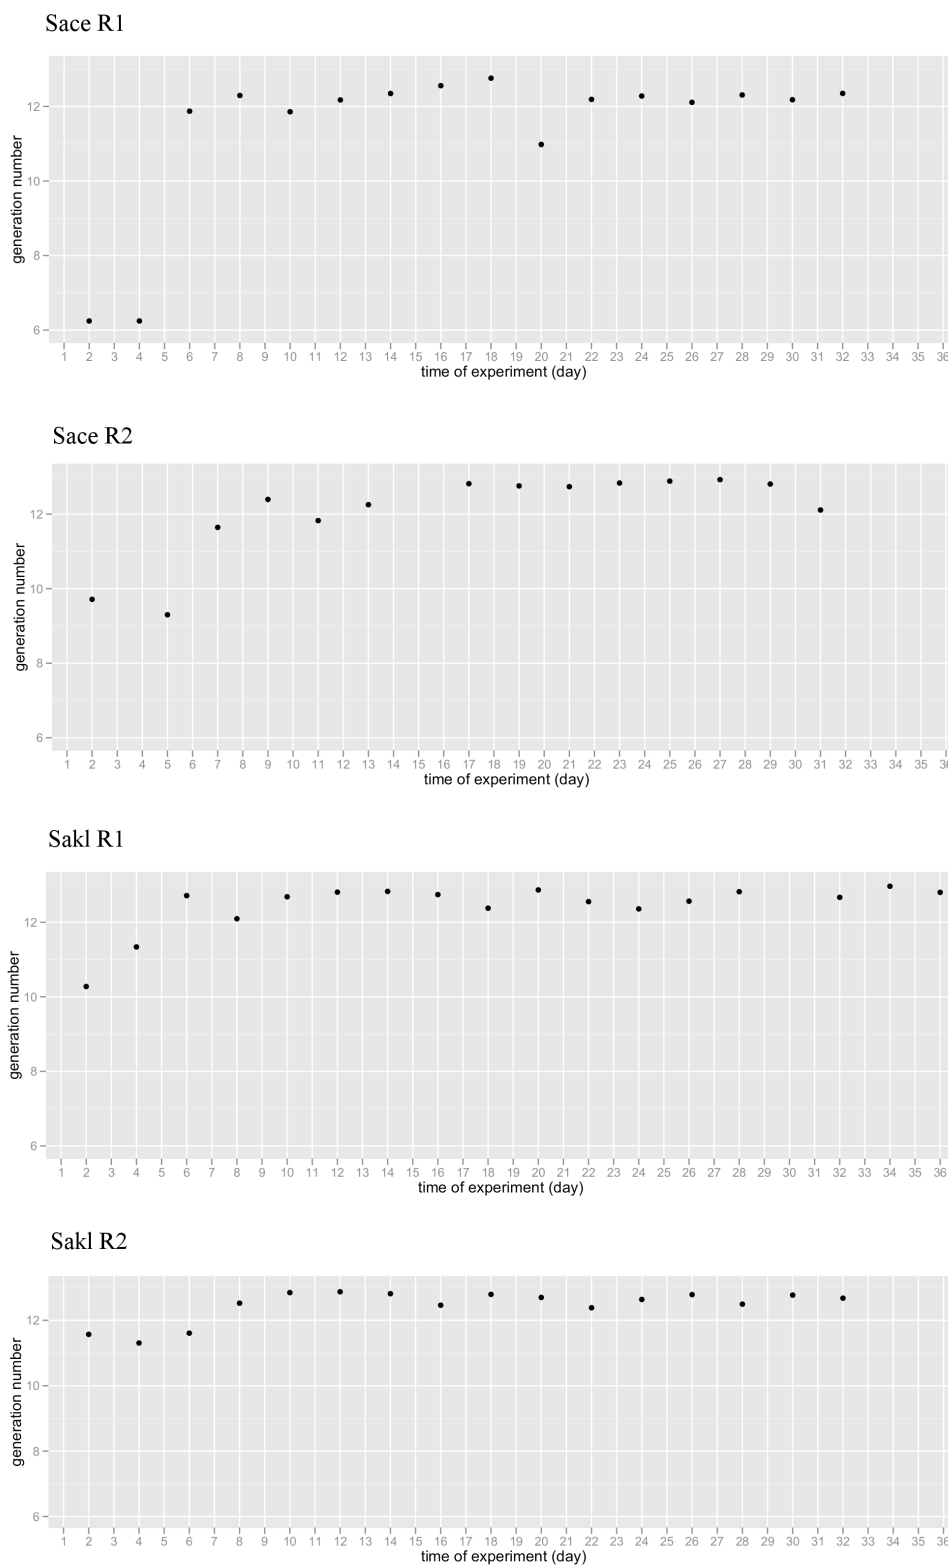 Sace R1
12
10
8
6
generation number
1 2 3 4 5 6 7 8 9 10 11 12 13 14 15 16 17 18 19 20 21 22 23 24 25 26 27 28 29 30 31 32 33 34 35 36
time of experiment (day)
Sace R2
12
10
8
6
generation number
1 2 3 4 5 6 7 8 9 10 11 12 13 14 15 16 17 18 19 20 21 22 23 24 25 26 27 28 29 30 31 32 33 34 35
time of experiment (day)
Sakl R1
12
10
8
6
generation number
1 2 3 4 5 6 7 8 9 10 11 12 13 14 15 16 17 18 19 20 21 22 23 24 25 26 27 28 29 30 31 32 33 34 35 36
time of experiment (day)
Sakl R2
12
10
8
6
generation number
1 2 3 4 5 6 7 8 9 10 11 12 13 14 15 16 17 18 19 20 21 22 23 24 25 26 27 28 29 30 31 32 33 34 35 36
time of experiment (day)